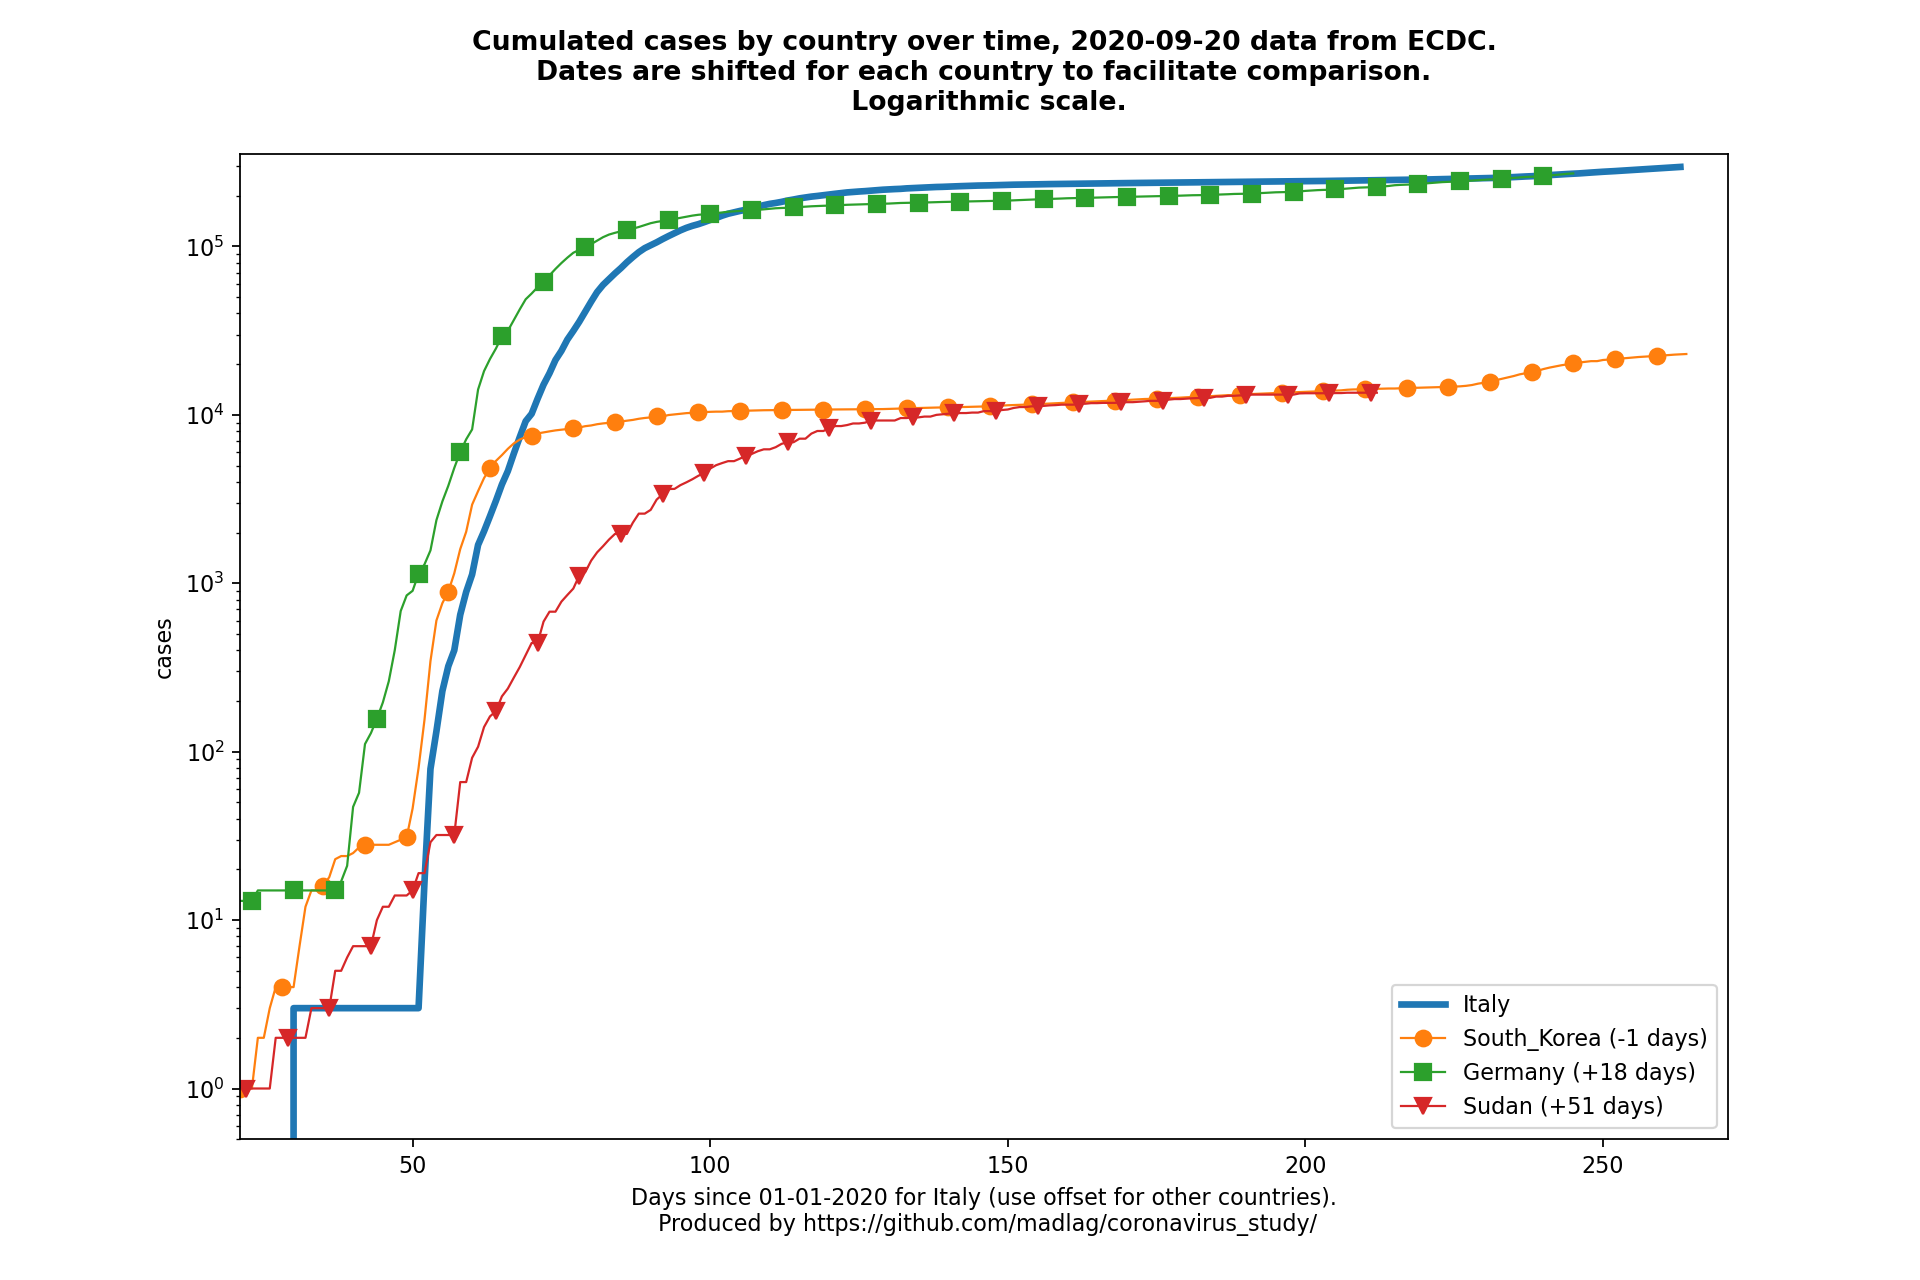 Cumulated cases by country over time, 2020-09-20 data from ECDC.
Dates are shifted for each country to facilitate comparison.
Logarithmic scale.
cases
10^5
10^4
10^3
10^2
10^1
10^0
50 100 150 200 250
Italy
South_Korea (-1 days)
Germany (+18 days)
Sudan (+51 days)
Days since 01-01-2020 for Italy (use offset for other countries).
Produced by https://github.com/madlag/coronavirus_study/